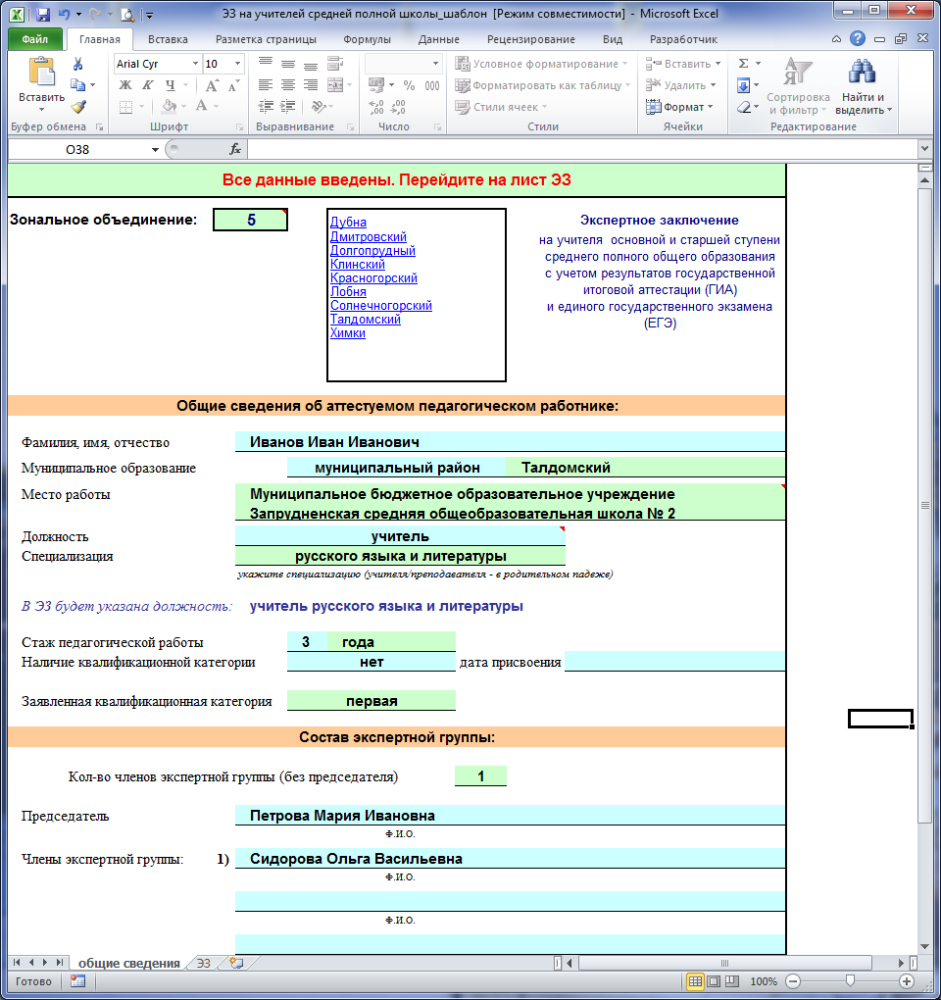 ЭЗ на учителей средней полной школы_шаблон [Режим совместимости] - Microsoft Excel
Файл Главная Вставка Разметка страницы Формулы Данные Рецензирование Вид Разработчик
Вставить
Arial Cyr 10
Ж К Ч
% 000
Условное форматирование
Форматировать как таблицу
Стили ячеек
Вставить
Удалить
Формат
Σ
Сортировка и фильтр
Найти и выделить
Буфер обмена Шрифт Выравнивание Число Стили Ячейки Редактирование
O38 fx
Все данные введены. Перейдите на лист ЭЗ
Зональное объединение: 5
Дубна
Дмитровский
Долгопрудный
Клинский
Красногорский
Лобня
Солнечногорский
Талдомский
Химки
Экспертное заключение
на учителя основной и старшей ступени
среднего полного общего образования
с учетом результатов государственной
итоговой аттестации (ГИА)
и единого государственного экзамена
(ЕГЭ)
Общие сведения об аттестуемом педагогическом работнике:
Фамилия, имя, отчество Иванов Иван Иванович
Муниципальное образование муниципальный район Талдомский
Место работы Муниципальное бюджетное образовательное учреждение
Запрудненская средняя общеобразовательная школа № 2
Должность учитель
Специализация русского языка и литературы
укажите специализацию (учителя/преподавателя - в родительном падеже)
В ЭЗ будет указана должность: учитель русского языка и литературы
Стаж педагогической работы 3 года
Наличие квалификационной категории нет дата присвоения
Заявленная квалификационная категория первая
Состав экспертной группы:
Кол-во членов экспертной группы (без председателя) 1
Председатель Петрова Мария Ивановна
Ф.И.О.
Члены экспертной группы: 1) Сидорова Ольга Васильевна
Ф.И.О.
Ф.И.О.
общие сведения ЭЗ
Готово 100%